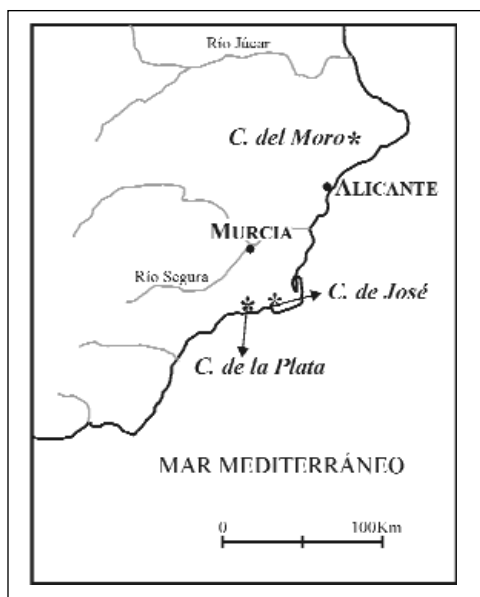 Río Júcar
C. del Moro*
ALICANTE
MURCIA
Río Segura
C. de José
C. de la Plata
MAR MEDITERRÁNEO
0 100Km